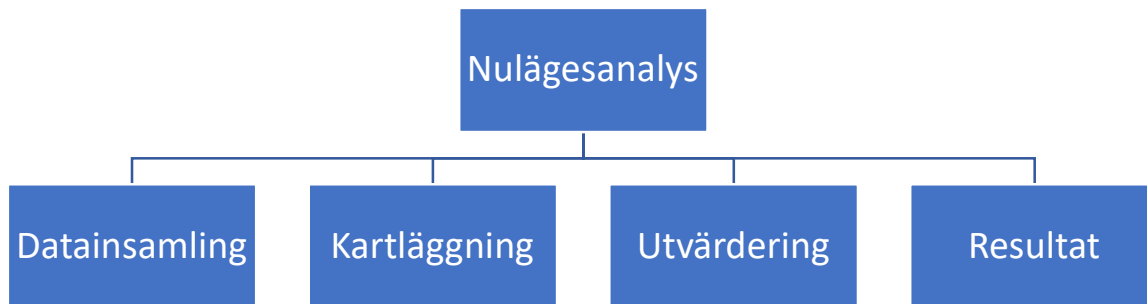 Nulägesanalys
Datainsamling
Kartläggning
Utvärdering
Resultat